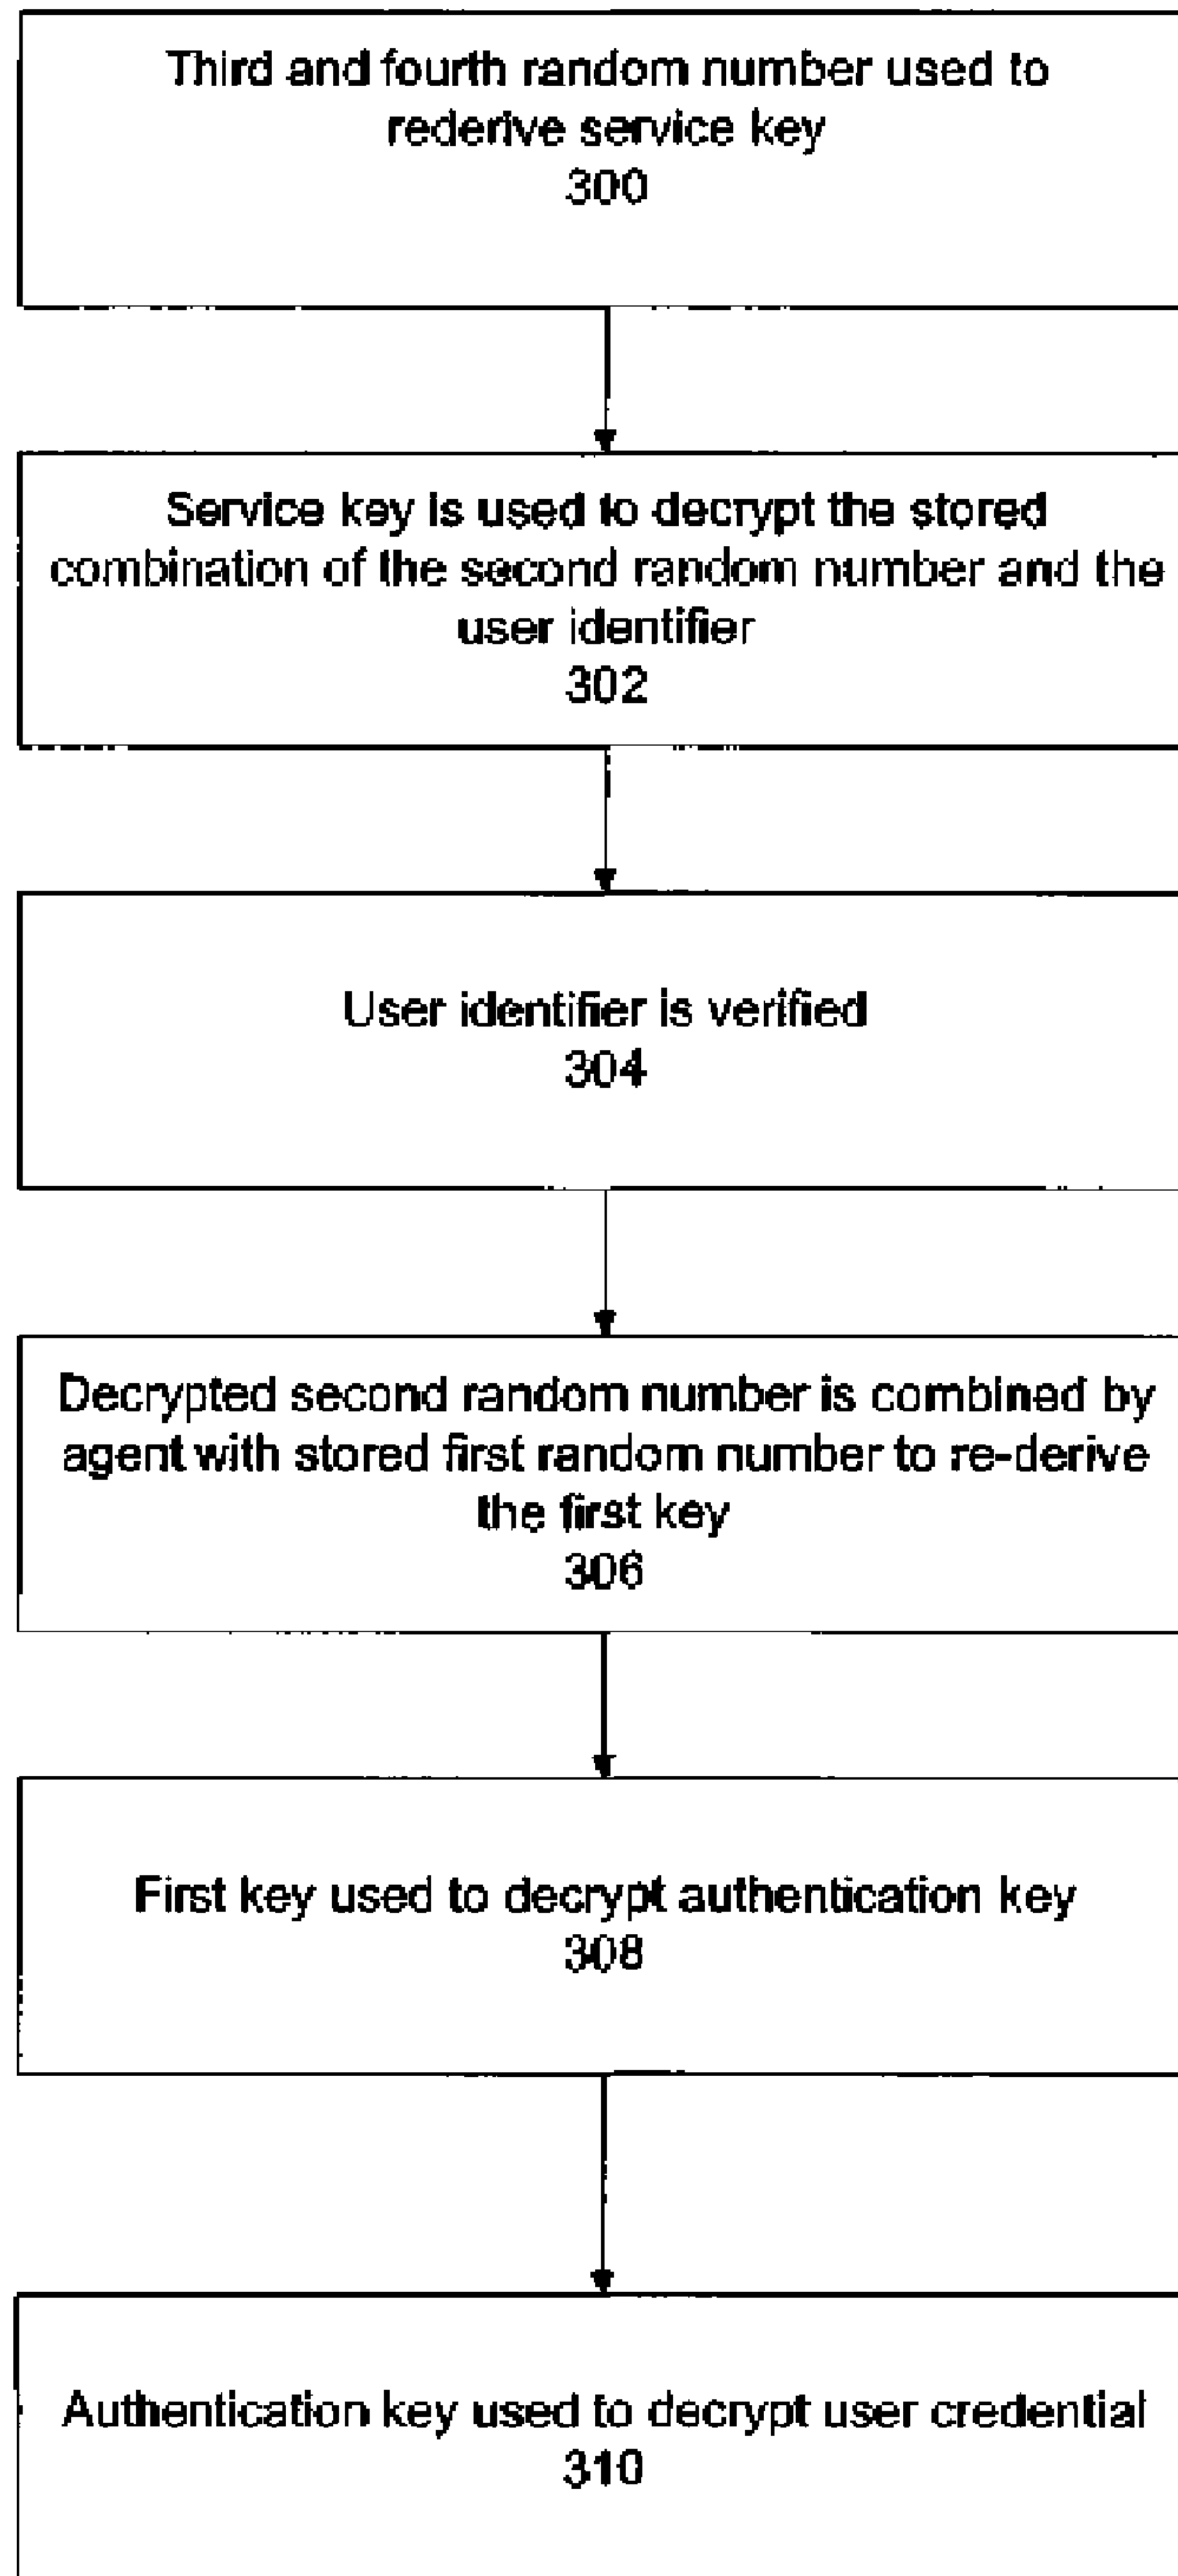 Third and fourth random number used to
rederive service key
300
Service key is used to decrypt the stored
combination of the second random number and the
user identifier
302
User identifier is verified
304
Decrypted second random number is combined by
agent with stored first random number to re-derive
the first key
306
First key used to decrypt authentication key
308
Authentication key used to decrypt user credential
310